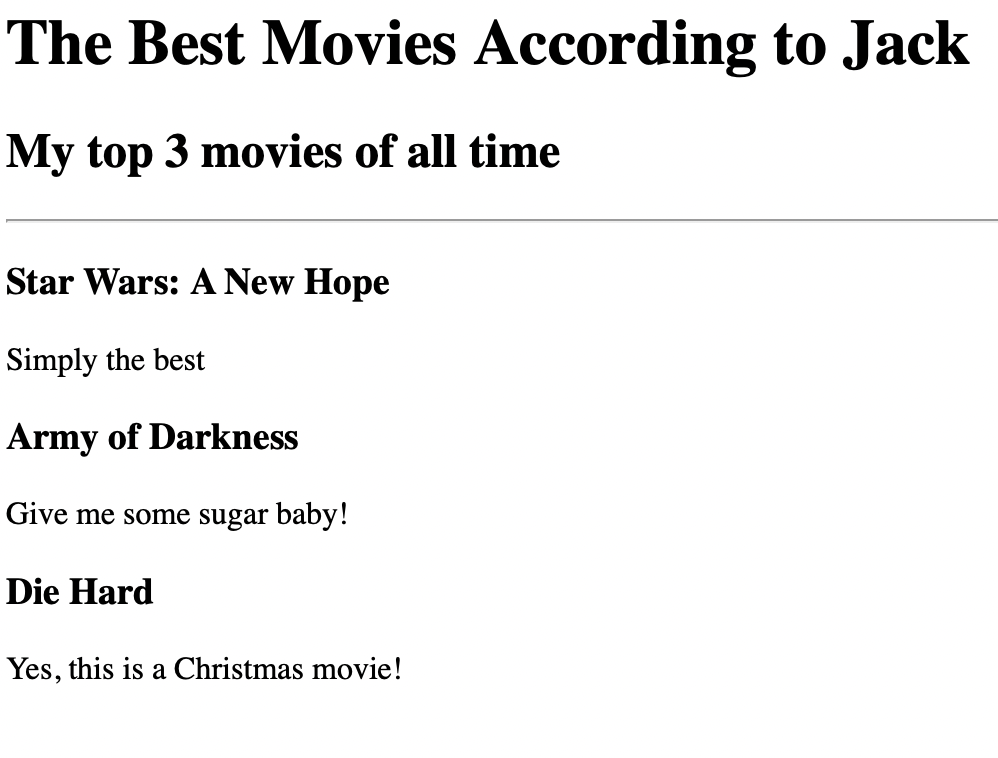 The Best Movies According to Jack
My top 3 movies of all time
Star Wars: A New Hope
Simply the best
Army of Darkness
Give me some sugar baby!
Die Hard
Yes, this is a Christmas movie!